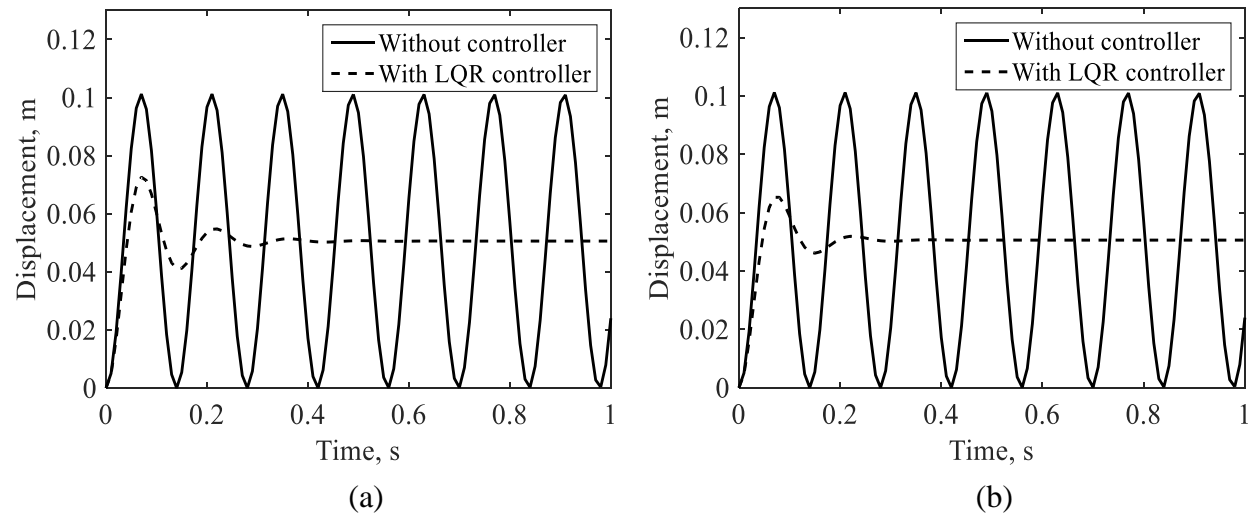 0.12
0.1
0.08
0.06
0.04
0.02
0
Displacement, m
Without controller
With LQR controller
0 0.2 0.4 0.6 0.8 1
Time, s
(a)
0.12
0.1
0.08
0.06
0.04
0.02
0
Displacement, m
Without controller
With LQR controller
0 0.2 0.4 0.6 0.8 1
Time, s
(b)